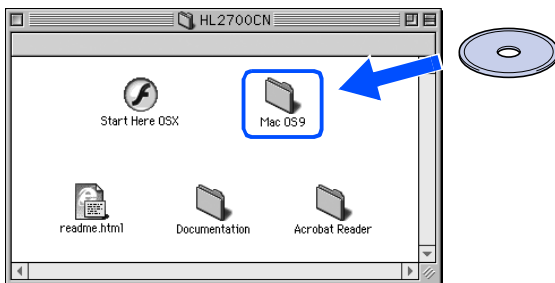 HL2700CN
Start Here OSX
Mac OS9
readme.html
Documentation
Acrobat Reader